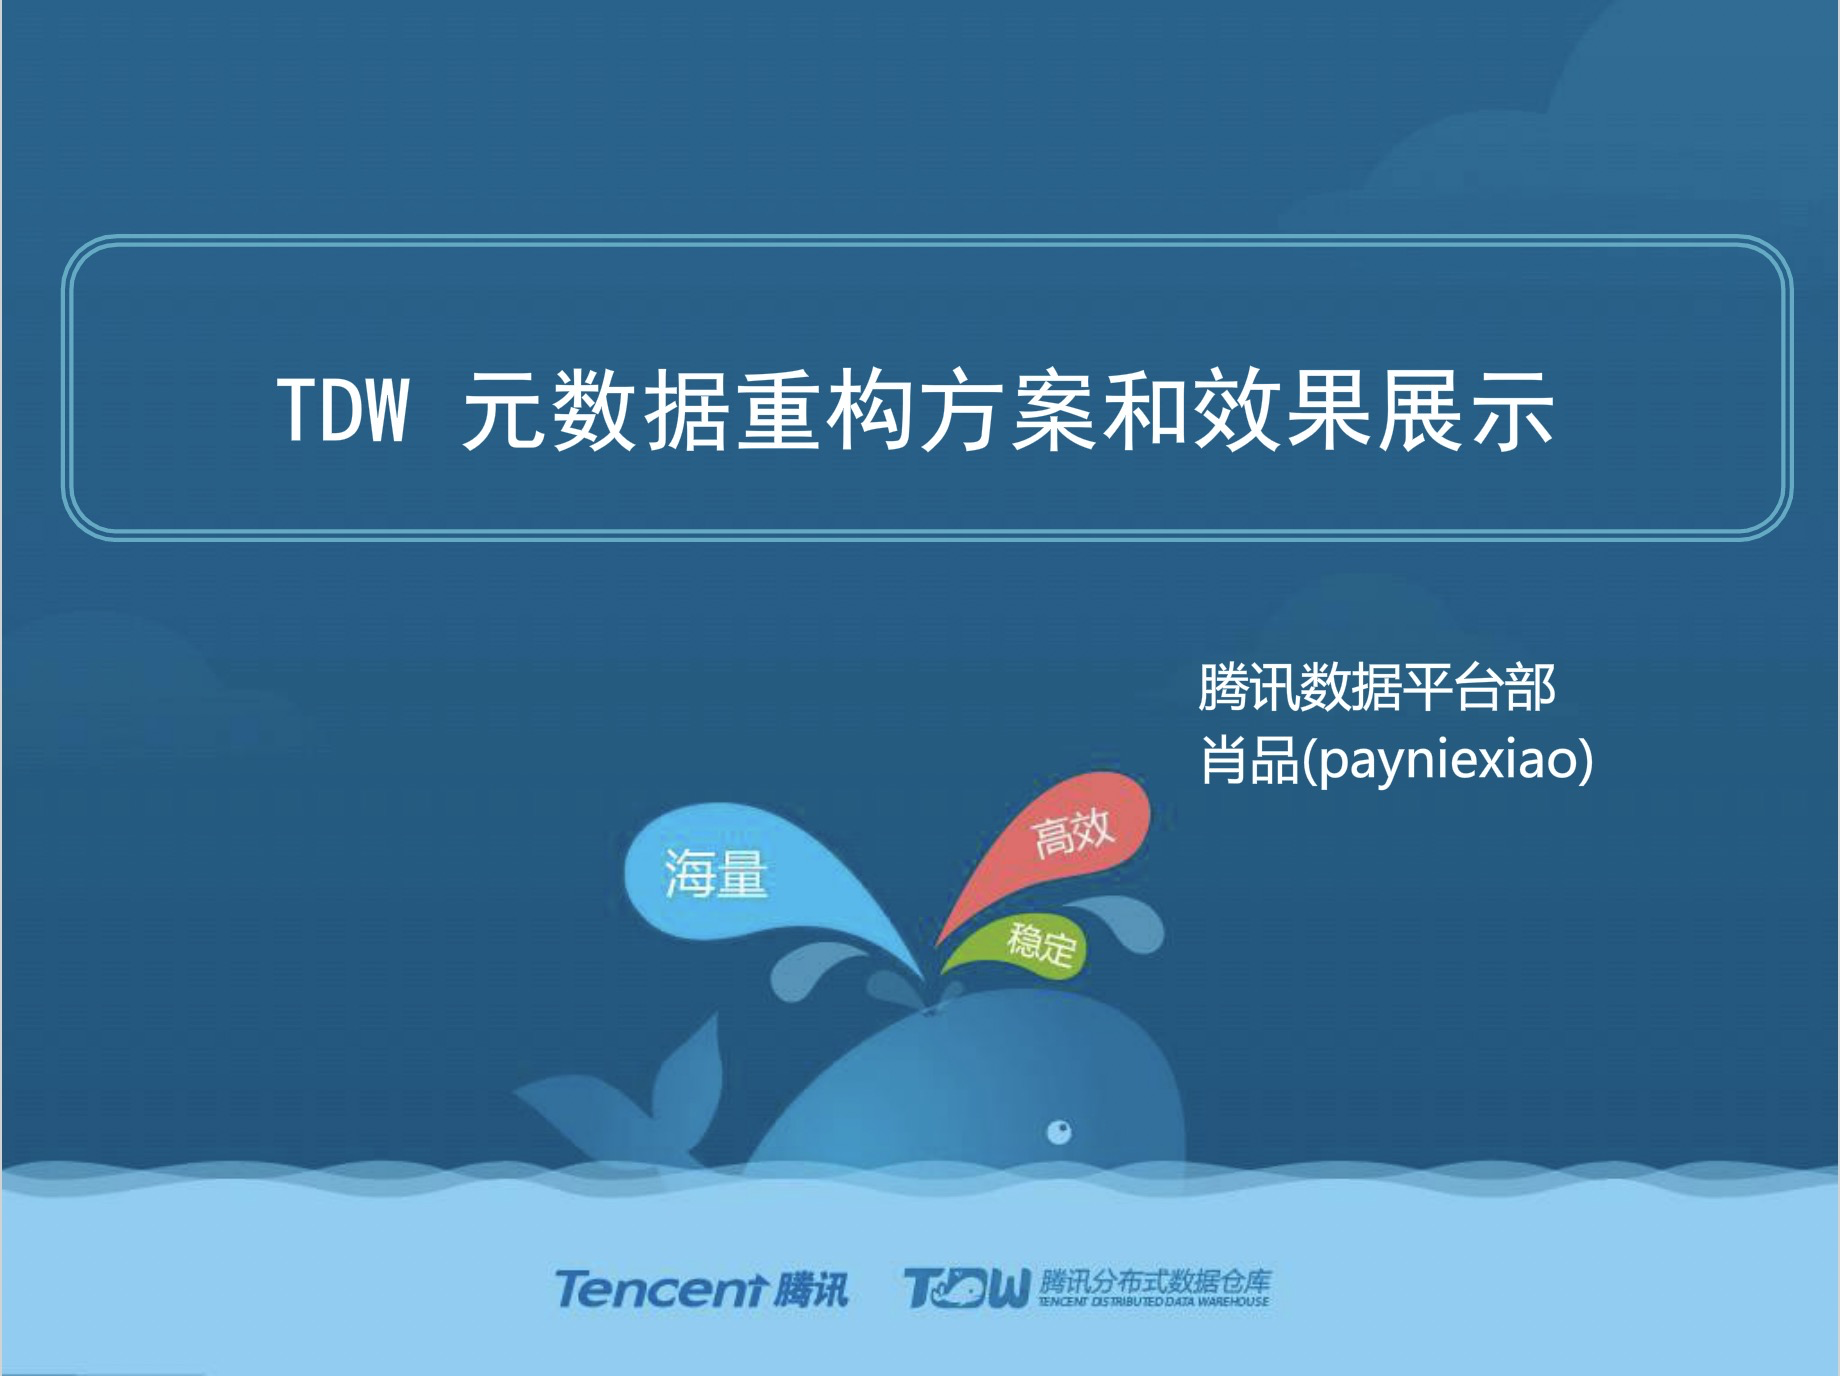 TDW 元数据重构方案和效果展示
腾讯数据平台部
肖品(payniexiao)
高效
海量
稳定
Tencent 腾讯
TDW 腾讯分布式数据仓库
TENCENT DISTRIBUTED DATA WAREHOUSE